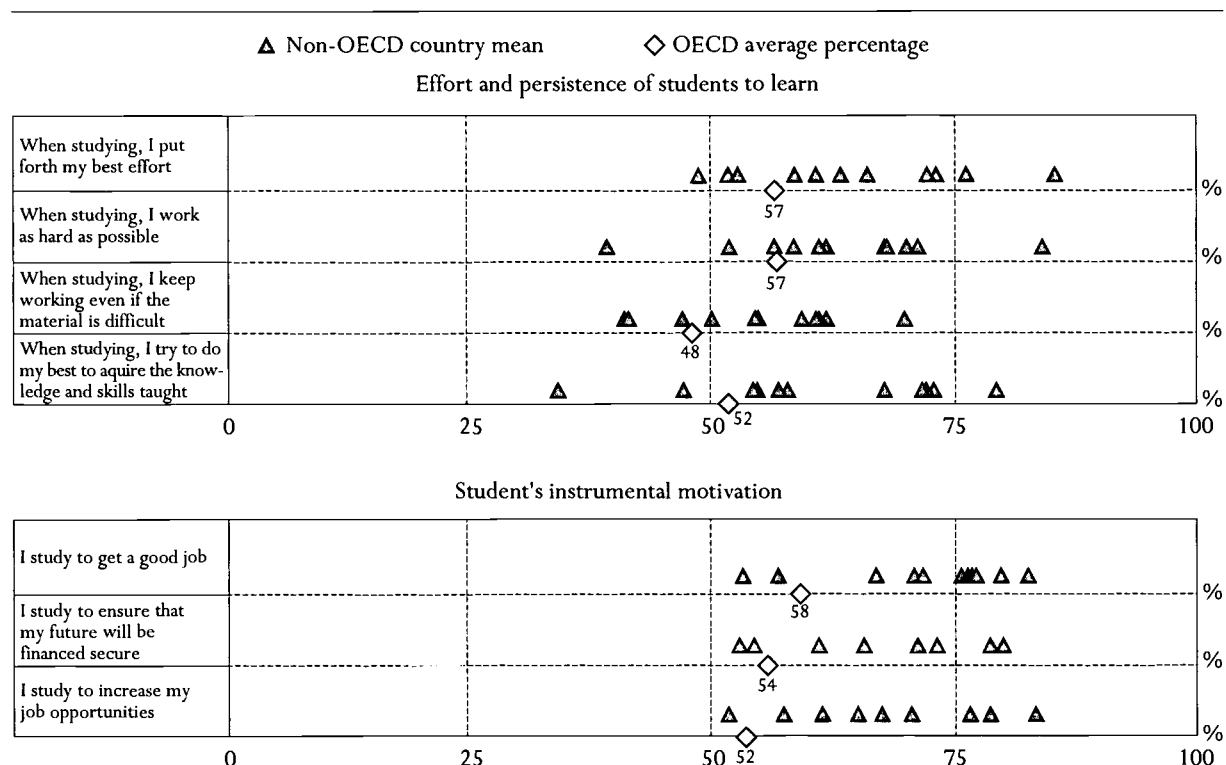 Non-OECD country mean
OECD average percentage
Effort and persistence of students to learn
When studying, I put
forth my best effort
%
57
When studying, I work
as hard as possible
%
57
When studying, I keep
working even if the
material is difficult
%
48
When studying, I try to do
my best to aquire the know-
ledge and skills taught
%
52
0 25 50 75 100
Student's instrumental motivation
I study to get a good job
%
58
I study to ensure that
my future will be
financed secure
%
54
I study to increase my
job opportunities
%
52
0 25 50 75 100